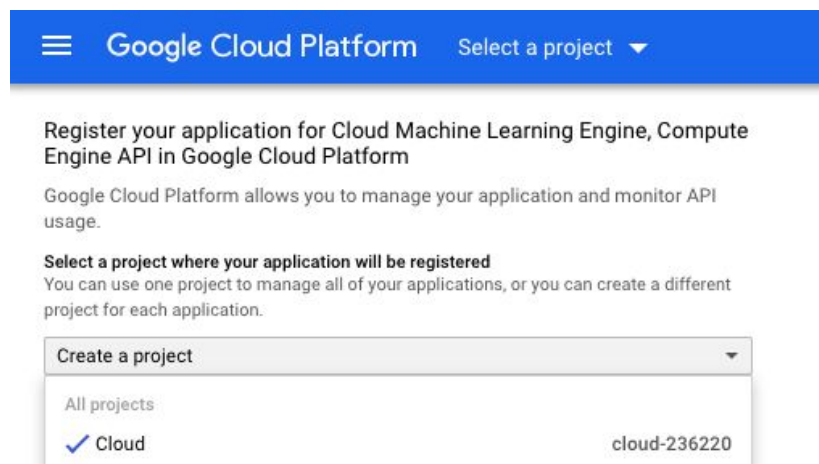 Google Cloud Platform Select a project
Register your application for Cloud Machine Learning Engine, Compute
Engine API in Google Cloud Platform
Google Cloud Platform allows you to manage your application and monitor API
usage.
Select a project where your application will be registered
You can use one project to manage all of your applications, or you can create a different
project for each application.
Create a project
All projects
Cloud cloud-236220